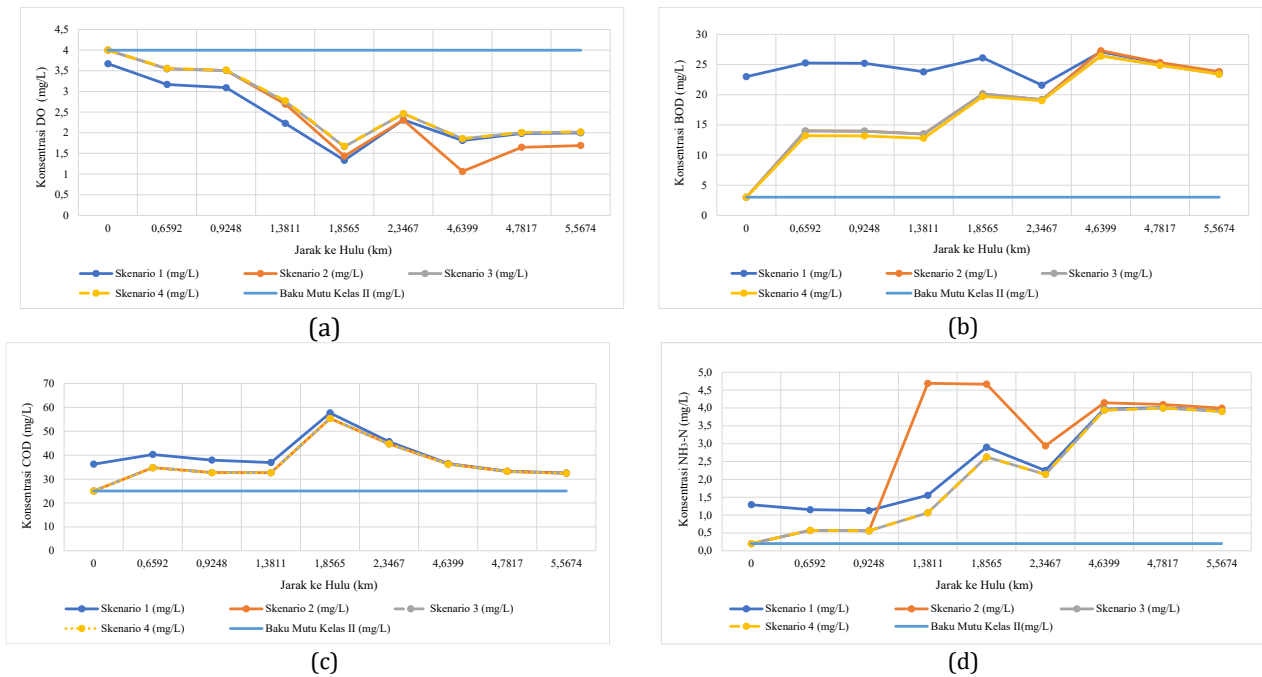 4,5
4
3,5
3
2,5
2
1,5
1
0,5
0
Konsentrasi DO (mg/L)
0 0,6592 0,9248 1,3811 1,8565 2,3467 4,6399 4,7817 5,5674
Jarak ke Hulu (km)
Skenario 1 (mg/L) Skenario 2 (mg/L) Skenario 3 (mg/L)
Skenario 4 (mg/L) Baku Mutu Kelas II (mg/L)
(a)
30
25
20
15
10
5
0
Konsentrasi BOD (mg/L)
0 0,6592 0,9248 1,3811 1,8565 2,3467 4,6399 4,7817 5,5674
Jarak ke Hulu (km)
Skenario 1 (mg/L) Skenario 2 (mg/L) Skenario 3 (mg/L)
Skenario 4 (mg/L) Baku Mutu Kelas II (mg/L)
(b)
70
60
50
40
30
20
10
0
Konsentrasi COD (mg/L)
0 0,6592 0,9248 1,3811 1,8565 2,3467 4,6399 4,7817 5,5674
Jarak ke Hulu (km)
Skenario 1 (mg/L) Skenario 2 (mg/L) Skenario 3 (mg/L)
Skenario 4 (mg/L) Baku Mutu Kelas II (mg/L)
(c)
5,0
4,5
4,0
3,5
3,0
2,5
2,0
1,5
1,0
0,5
0,0
Konsentrasi NH3-N (mg/L)
0 0,6592 0,9248 1,3811 1,8565 2,3467 4,6399 4,7817 5,5674
Jarak ke Hulu (km)
Skenario 1 (mg/L) Skenario 2 (mg/L) Skenario 3 (mg/L)
Skenario 4 (mg/L) Baku Mutu Kelas II(mg/L)
(d)